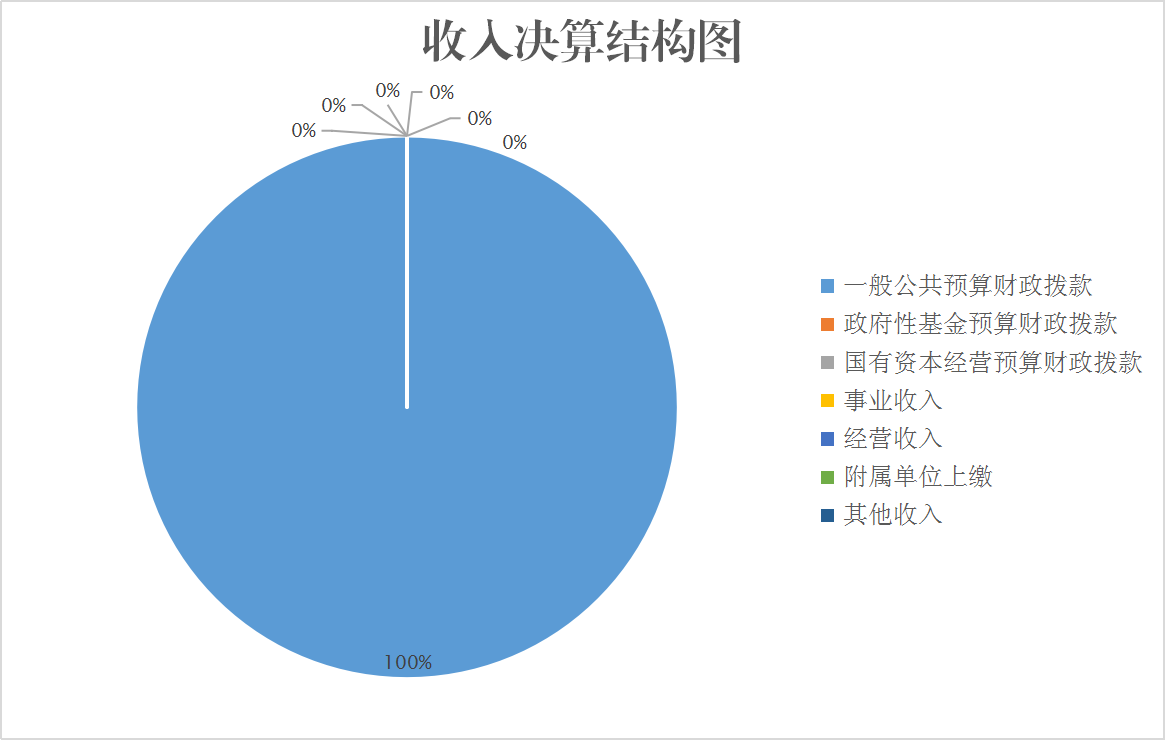 收入决算结构图
0%
0%
0%
0%
0%
0%
100%
一般公共预算财政拨款
政府性基金预算财政拨款
国有资本经营预算财政拨款
事业收入
经营收入
附属单位上缴
其他收入